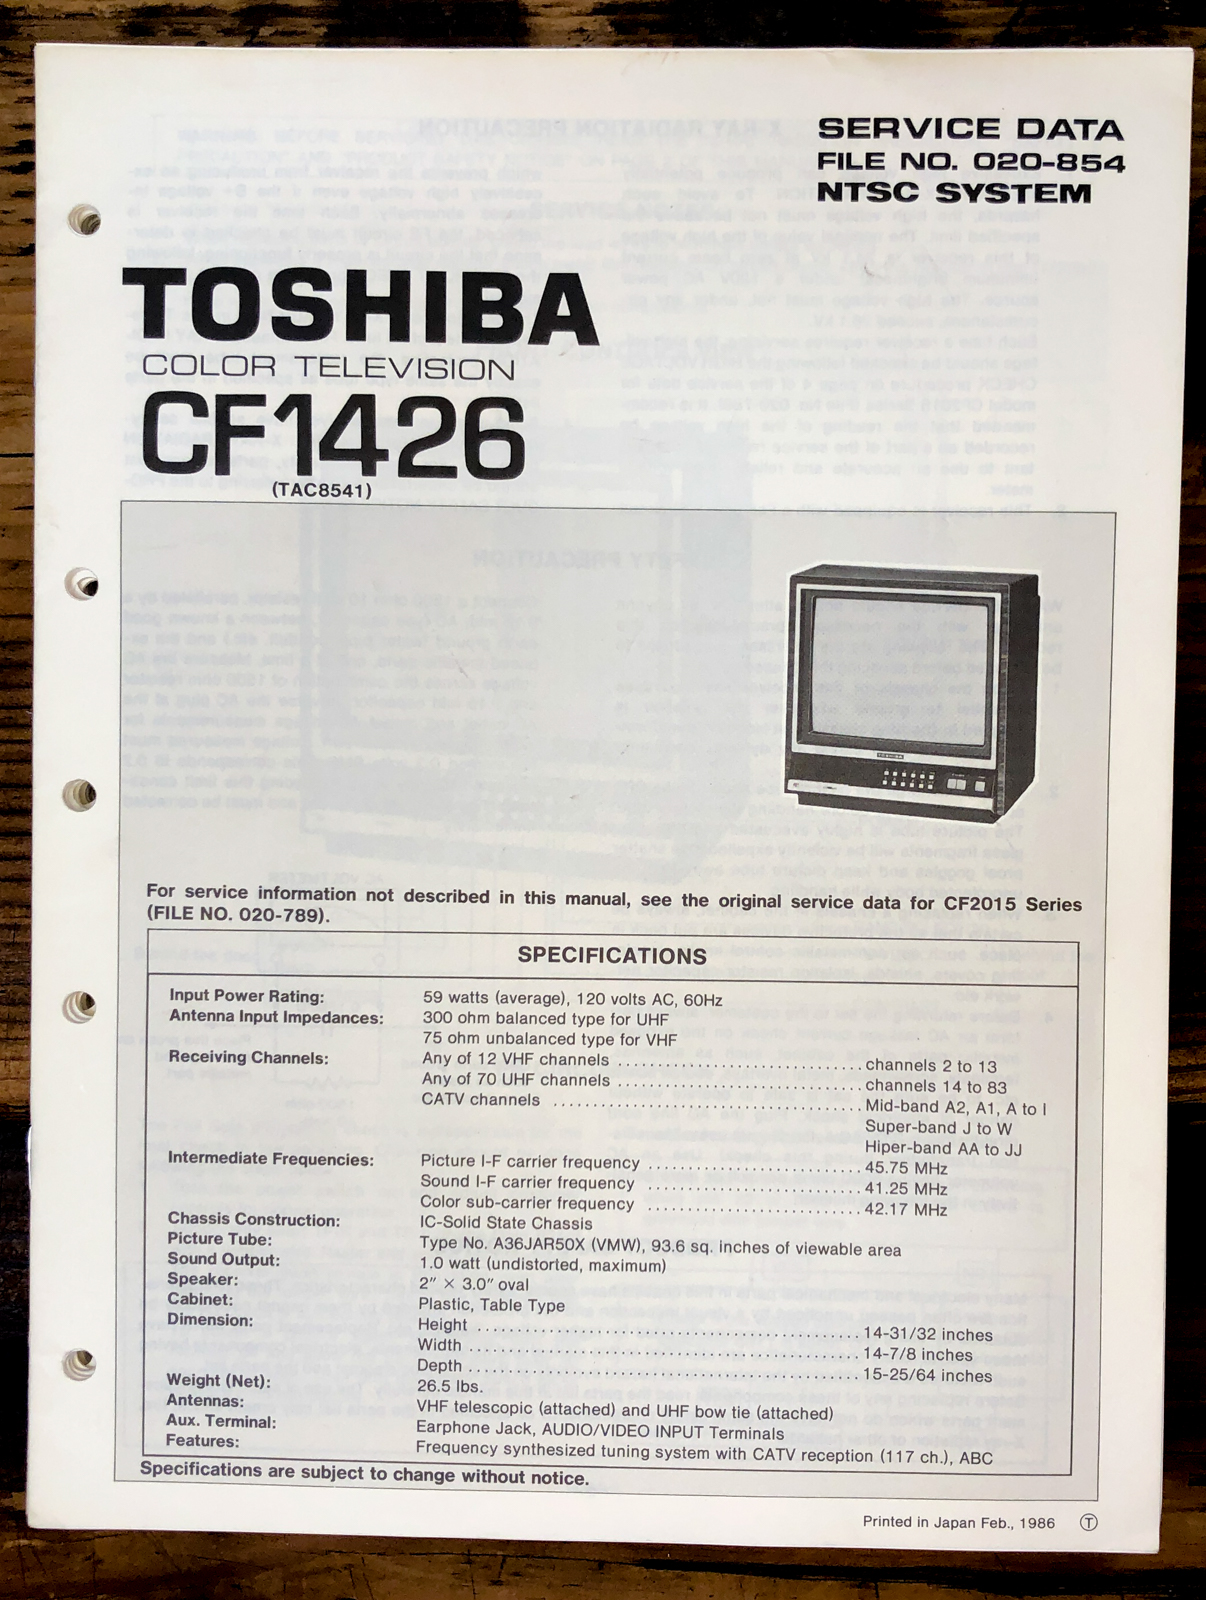 SERVICE DATA
FILE NO. 020-854
NTSC SYSTEM
TOSHIBA
COLOR TELEVISION
CF1426
(TAC8541)
TOSHIBA
For service information not described in this manual, see the original service data for CF2015 Series
(FILE NO. 020-789).
SPECIFICATIONS
Input Power Rating: 59 watts (average), 120 volts AC, 60Hz
Antenna Input Impedances: 300 ohm balanced type for UHF
75 ohm unbalanced type for VHF
Receiving Channels: Any of 12 VHF channels .............................. channels 2 to 13
Any of 70 UHF channels .............................. channels 14 to 83
CATV channels ...................................... Mid-band A2, A1, A to I
Super-band J to W
Hiper-band AA to JJ
Intermediate Frequencies: Picture I-F carrier frequency .......................... 45.75 MHz
Sound I-F carrier frequency ........................... 41.25 MHz
Color sub-carrier frequency .......................... 42.17 MHz
Chassis Construction: IC-Solid State Chassis
Picture Tube: Type No. A36JAR50X (VMW), 93.6 sq. inches of viewable area
Sound Output: 1.0 watt (undistorted, maximum)
Speaker: 2" × 3.0" oval
Cabinet: Plastic, Table Type
Dimension: Height ............................................... 14-31/32 inches
Width ................................................ 14-7/8 inches
Depth ................................................ 15-25/64 inches
Weight (Net): 26.5 lbs.
Antennas: VHF telescopic (attached) and UHF bow tie (attached)
Aux. Terminal: Earphone Jack, AUDIO/VIDEO INPUT Terminals
Features: Frequency synthesized tuning system with CATV reception (117 ch.), ABC
Specifications are subject to change without notice.
Printed in Japan Feb., 1986 Ⓣ